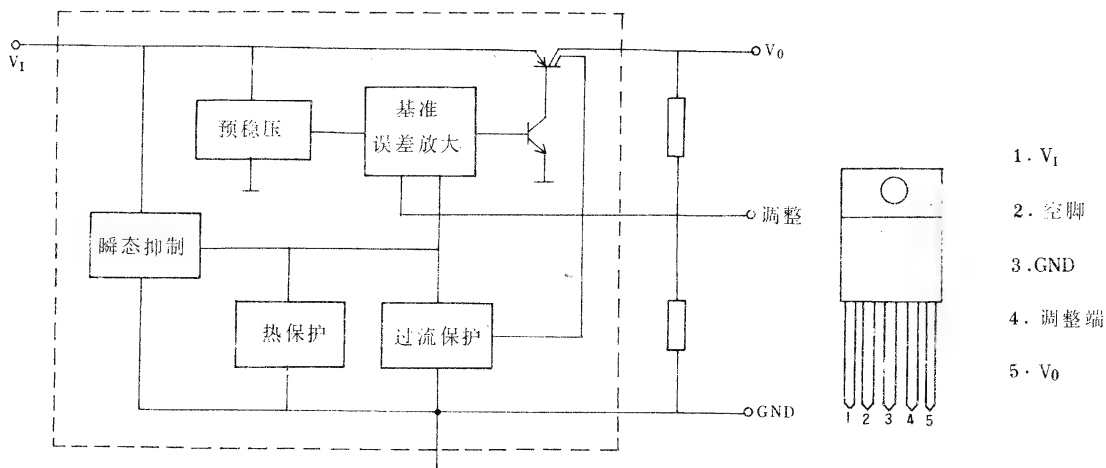 V_I
V_0
预稳压
基准
误差放大
调整
瞬态抑制
热保护
过流保护
GND
1 2 3 4 5
1. V_I
2. 空脚
3. GND
4. 调整端
5. V_0